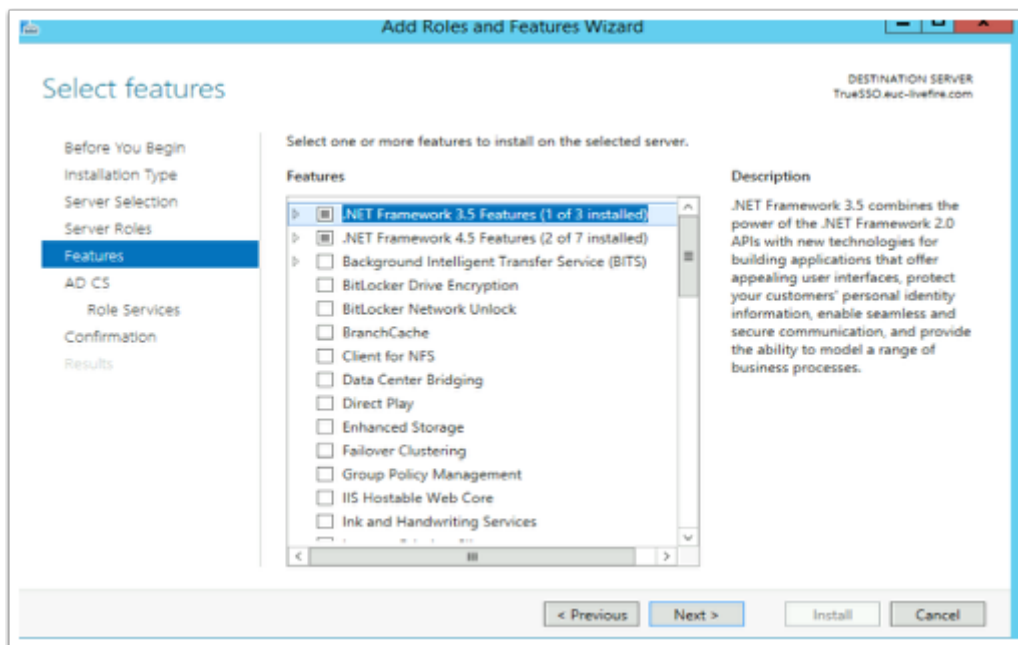 Add Roles and Features Wizard
Select features
DESTINATION SERVER
TrueSSO.euc-livefire.com
Before You Begin
Installation Type
Server Selection
Server Roles
Features
AD CS
Role Services
Confirmation
Results
Select one or more features to install on the selected server.
Features
.NET Framework 3.5 Features (1 of 3 installed)
.NET Framework 4.5 Features (2 of 7 installed)
Background Intelligent Transfer Service (BITS)
BitLocker Drive Encryption
BitLocker Network Unlock
BranchCache
Client for NFS
Data Center Bridging
Direct Play
Enhanced Storage
Failover Clustering
Group Policy Management
IIS Hostable Web Core
Ink and Handwriting Services
Description
.NET Framework 3.5 combines the
power of the .NET Framework 2.0
APIs with new technologies for
building applications that offer
appealing user interfaces, protect
your customers' personal identity
information, enable seamless and
secure communication, and provide
the ability to model a range of
business processes.
< Previous
Next >
Install
Cancel